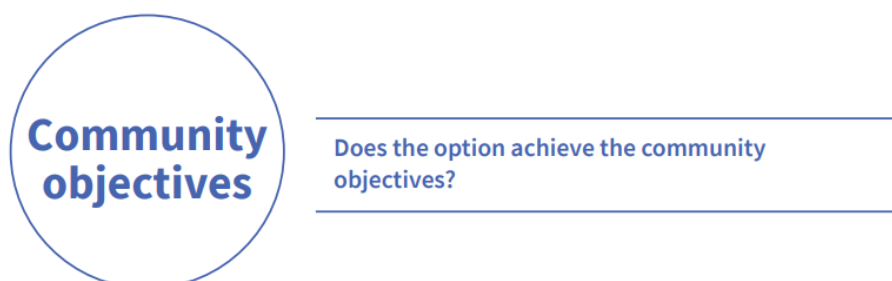 Community
objectives
Does the option achieve the community
objectives?